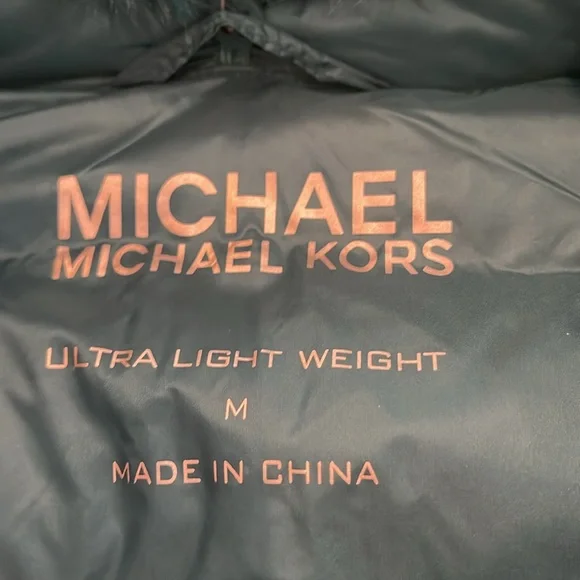 MICHAEL
MICHAEL KORS
ULTRA LIGHT WEIGHT
M
MADE IN CHINA